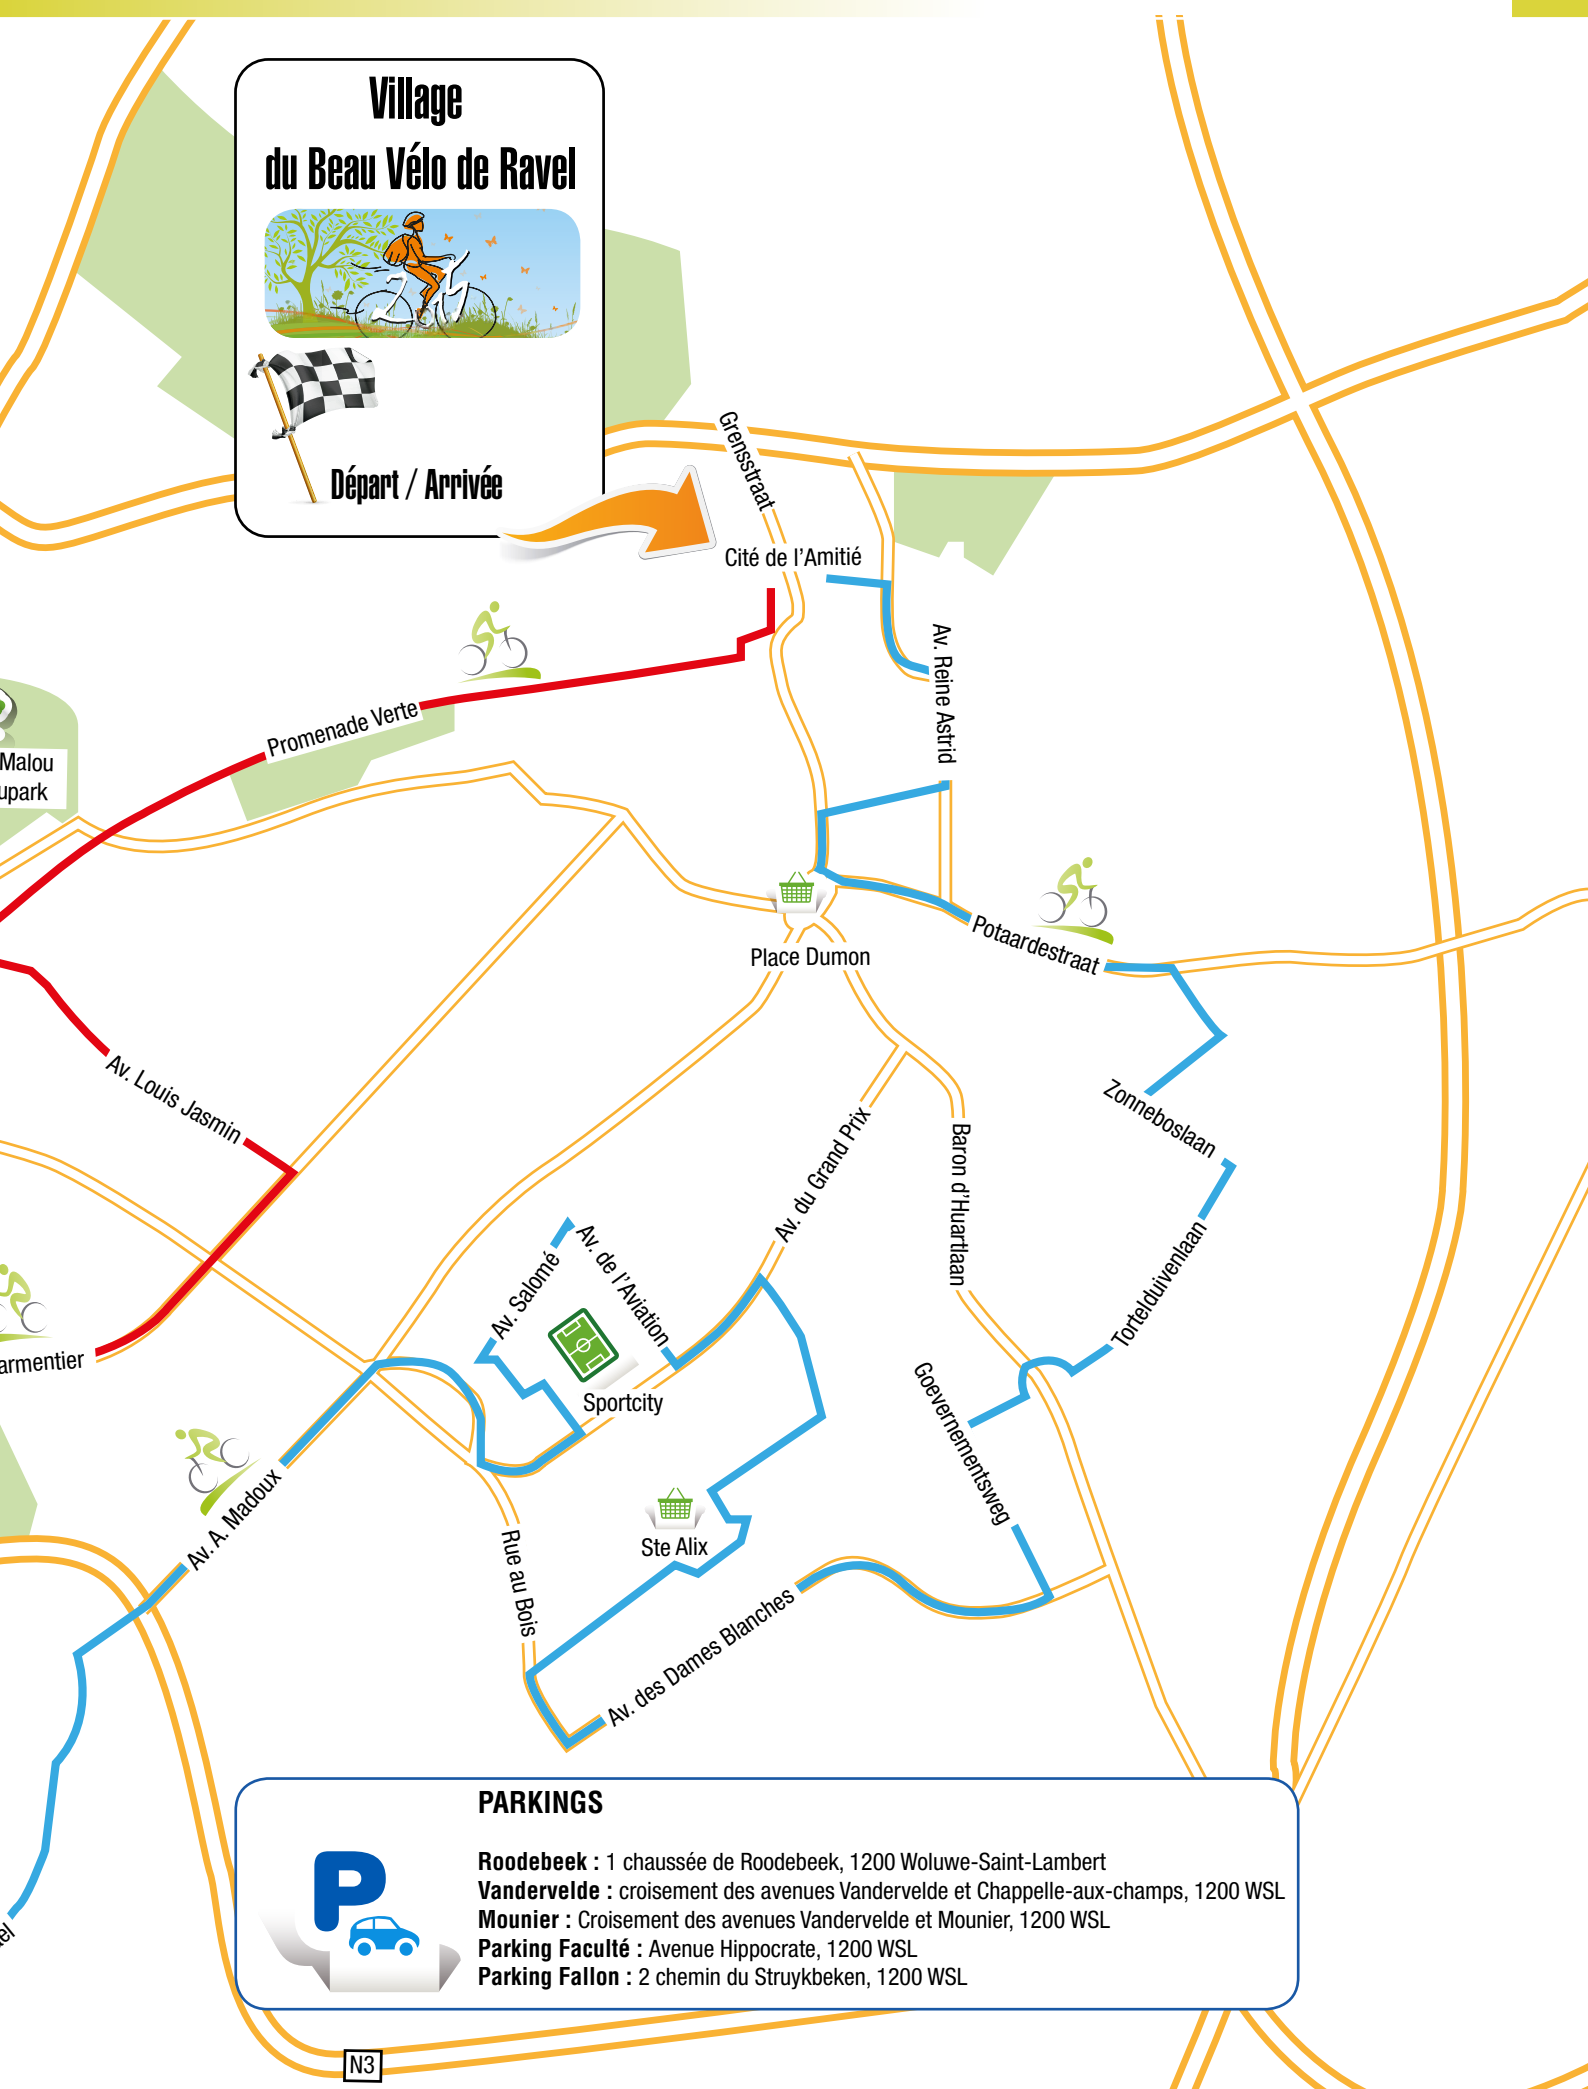 Village
du Beau Vélo de Ravel
Départ / Arrivée
Grensstraat
Cité de l'Amitié
Av. Reine Astrid
Promenade Verte
Malou
Potaardestraat
Place Dumon
Av. Louis Jasmin
Zonneboslaan
Av. du Grand Prix
Baron d'Huartlaan
Tortelduivenlaan
Av. Salomé
Av. de l'Aviation
Sportcity
Goevernementsweg
Av. A. Madoux
Ste Alix
Rue au Bois
Av. des Dames Blanches
PARKINGS
Roodebeek : 1 chaussée de Roodebeek, 1200 Woluwe-Saint-Lambert
Vandervelde : croisement des avenues Vandervelde et Chappelle-aux-champs, 1200 WSL
Mounier : Croisement des avenues Vandervelde et Mounier, 1200 WSL
Parking Faculté : Avenue Hippocrate, 1200 WSL
Parking Fallon : 2 chemin du Struykbeken, 1200 WSL
P
N3